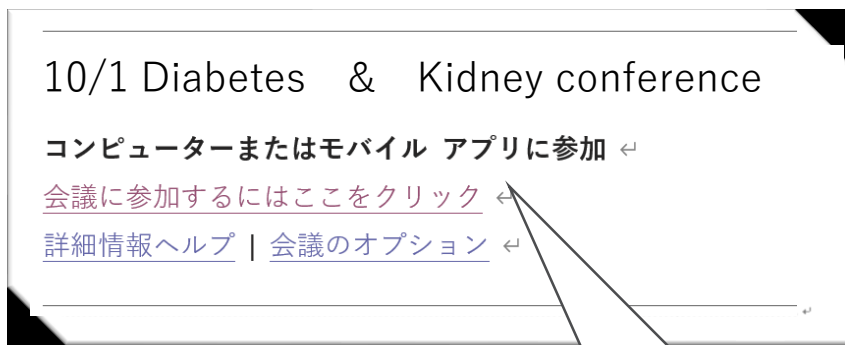 10/1 Diabetes　&　Kidney conference
コンピューターまたはモバイル アプリに参加 ↵
会議に参加するにはここをクリック ↵
詳細情報ヘルプ | 会議のオプション ↵
↵